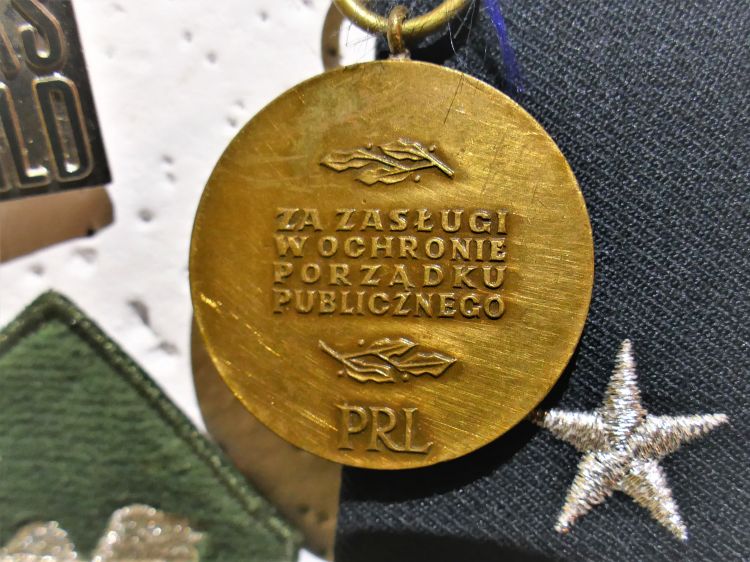 ZA ZASŁUGI
W OCHRONIE
PORZĄDKU
PUBLICZNEGO
PRL